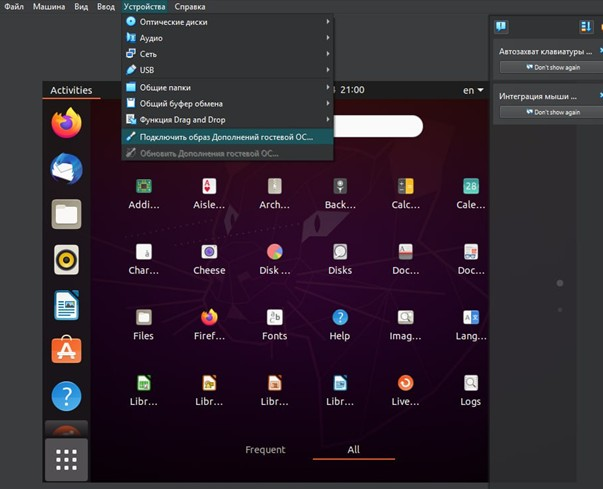 Файл Машина Вид Ввод Устройства Справка
Оптические диски
Аудио
Сеть
USB
Общие папки
Общий буфер обмена
Функция Drag and Drop
Подключить образ Дополнений гостевой ОС...
Обновить Дополнения гостевой ОС...
Автозахват клавиатуры ...
Don't show again
Интеграция мыши ...
Don't show again
Activities
21:00
en
Addi...
Aisle...
Arch...
Back...
Calc...
Cale...
28
Char...
Cheese
Disk ...
Disks
Doc...
Doc...
Files
Firef...
Fonts
Help
Imag...
Lang...
Libr...
Libr...
Libr...
Libr...
Live...
Logs
Frequent
All